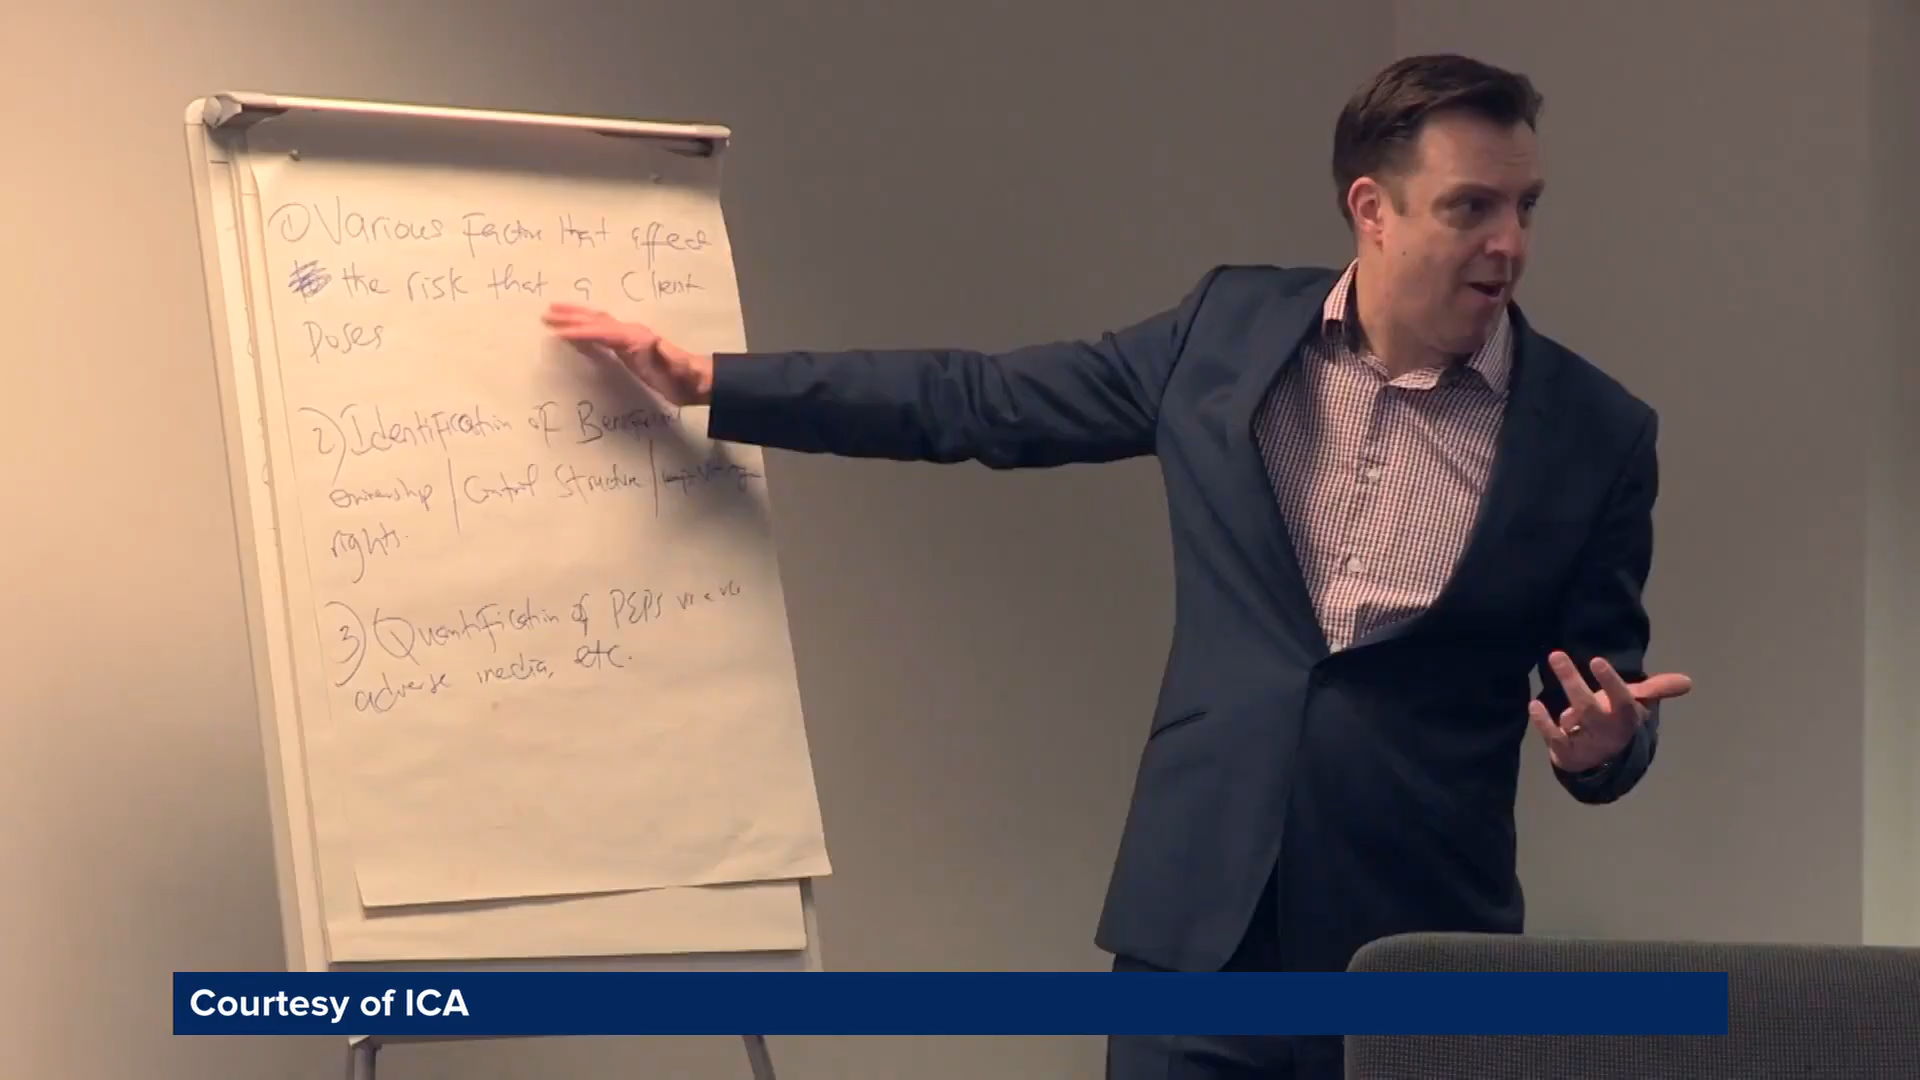 1) Various Factors that affect
the risk that a Client
Poses
2) Identification of Beneficial
ownership / Control Structure /
rights.
3) Quantification of PEPs
adverse media, etc.
Courtesy of ICA